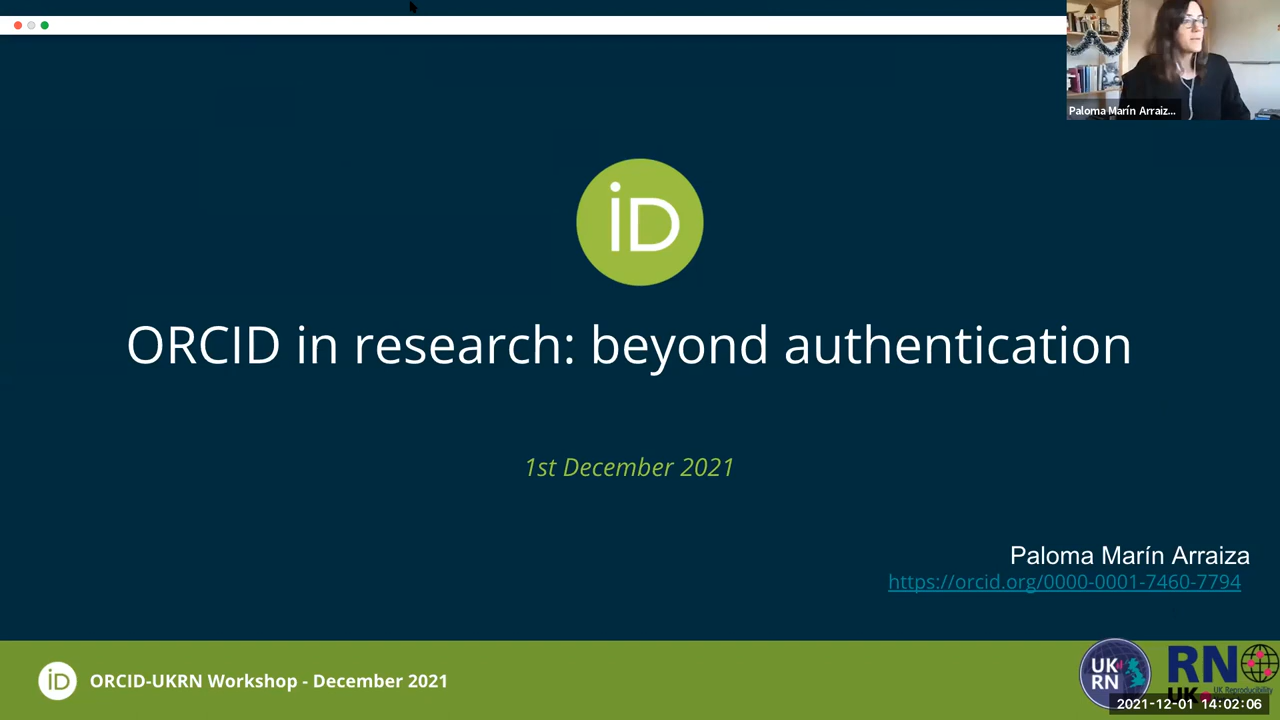 Paloma Marín Arraiz...
iD
ORCID in research: beyond authentication
1st December 2021
Paloma Marín Arraiza
https://orcid.org/0000-0001-7460-7794
iD ORCID-UKRN Workshop - December 2021
UK
RN
RN
UK
UK Reproducibility
2021-12-01 14:02:06